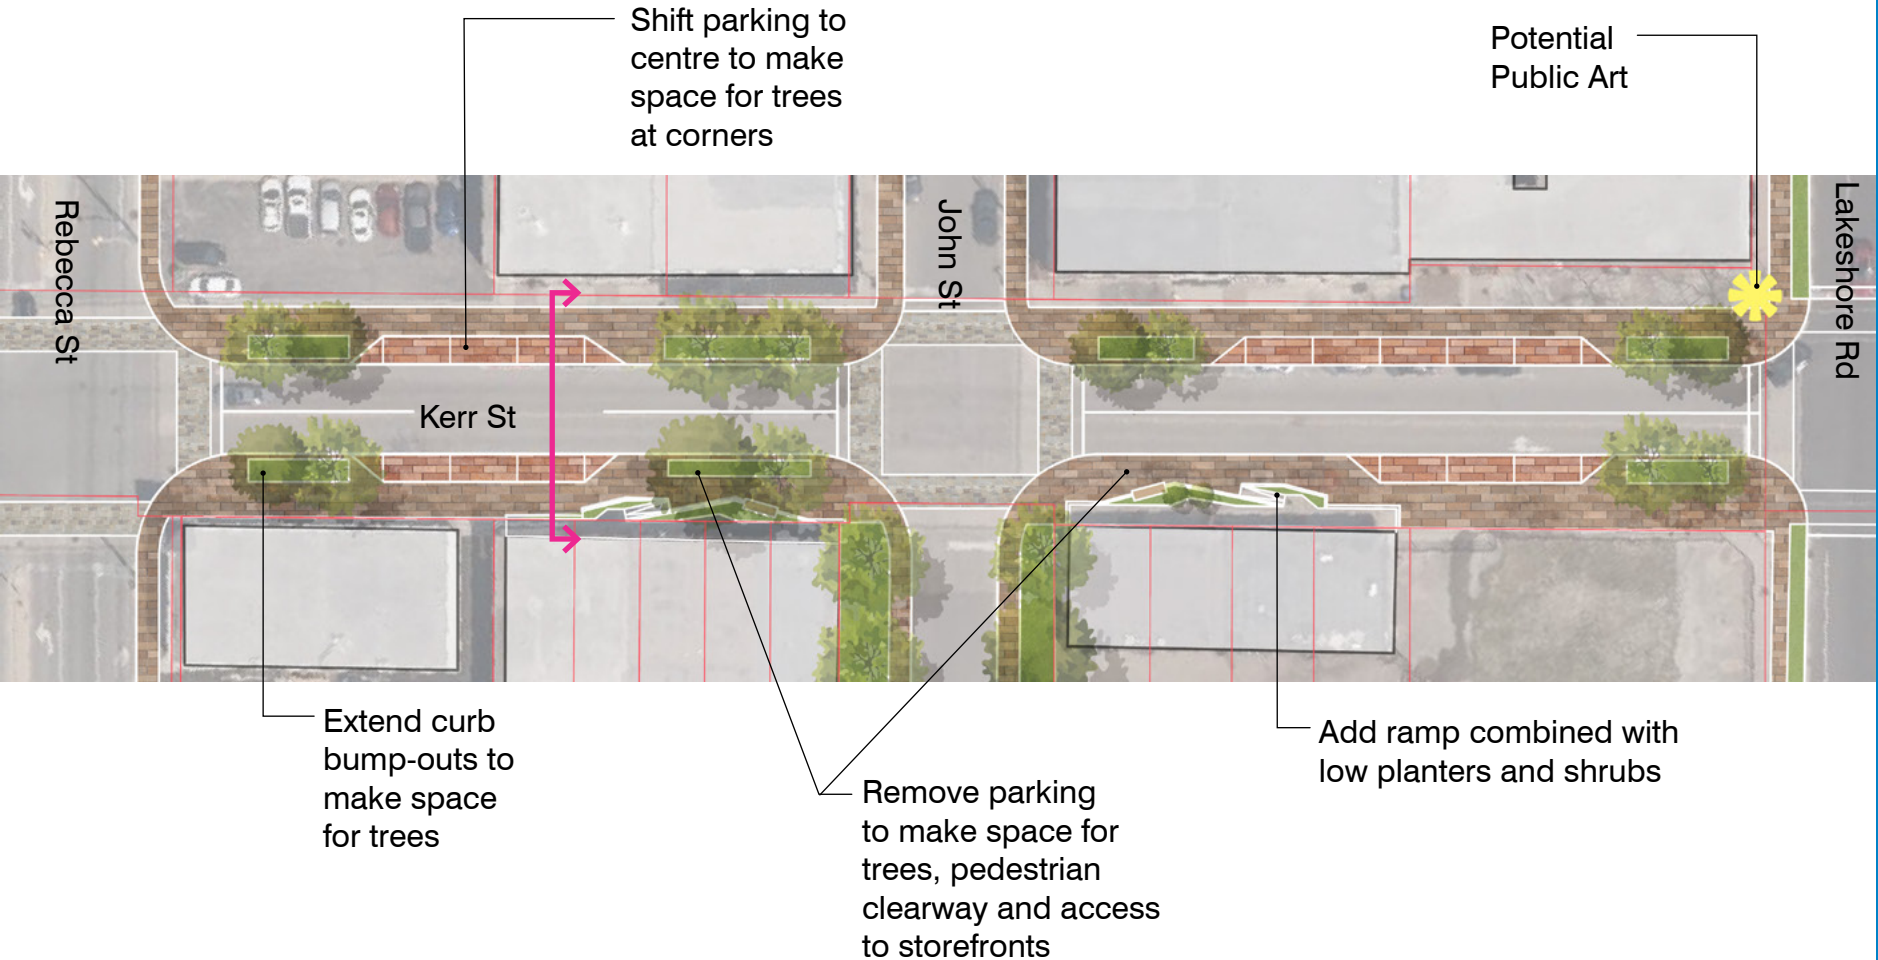 Shift parking to
centre to make
space for trees
at corners
Potential
Public Art
Rebecca St
John St
Lakeshore Rd
Kerr St
Extend curb
bump-outs to
make space
for trees
Remove parking
to make space for
trees, pedestrian
clearway and access
to storefronts
Add ramp combined with
low planters and shrubs